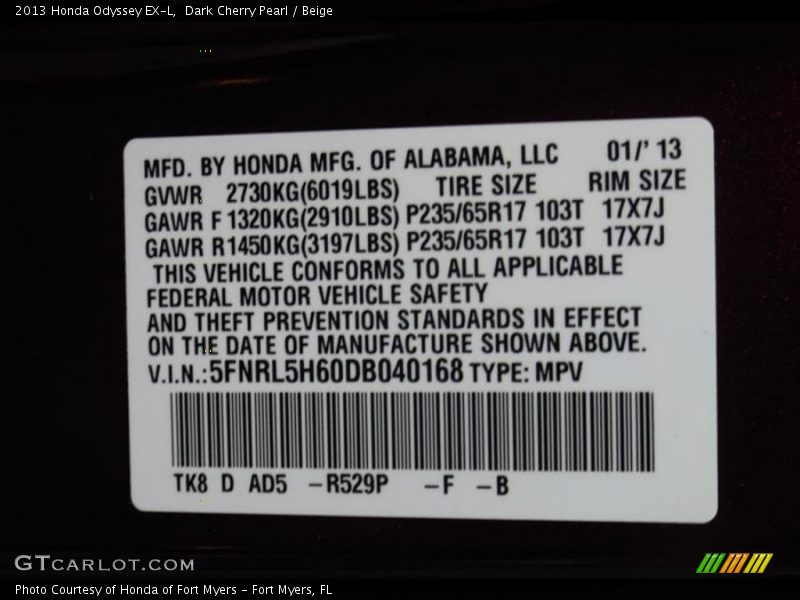 2013 Honda Odyssey EX-L,  Dark Cherry Pearl / Beige
MFD. BY HONDA MFG. OF ALABAMA, LLC 01/' 13
GVWR 2730KG(6019LBS) TIRE SIZE RIM SIZE
GAWR F 1320KG(2910LBS) P235/65R17 103T 17X7J
GAWR R1450KG(3197LBS) P235/65R17 103T 17X7J
THIS VEHICLE CONFORMS TO ALL APPLICABLE
FEDERAL MOTOR VEHICLE SAFETY
AND THEFT PREVENTION STANDARDS IN EFFECT
ON THE DATE OF MANUFACTURE SHOWN ABOVE.
V.I.N.:5FNRL5H60DB040168 TYPE: MPV
TK8 D AD5 -R529P -F -B
GTCARLOT.COM
Photo Courtesy of Honda of Fort Myers - Fort Myers, FL